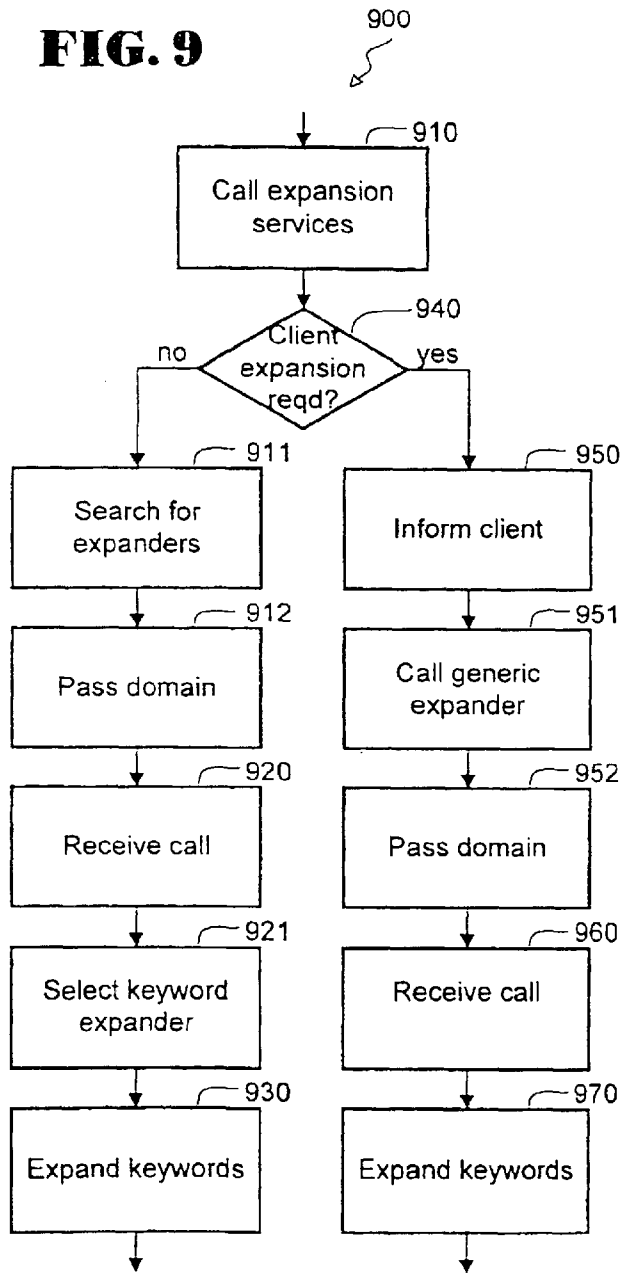 FIG. 9
900
910
Call expansion
services
940
Client
expansion
reqd?
no
yes
911
Search for
expanders
950
Inform client
912
Pass domain
951
Call generic
expander
920
Receive call
952
Pass domain
921
Select keyword
expander
960
Receive call
930
Expand keywords
970
Expand keywords